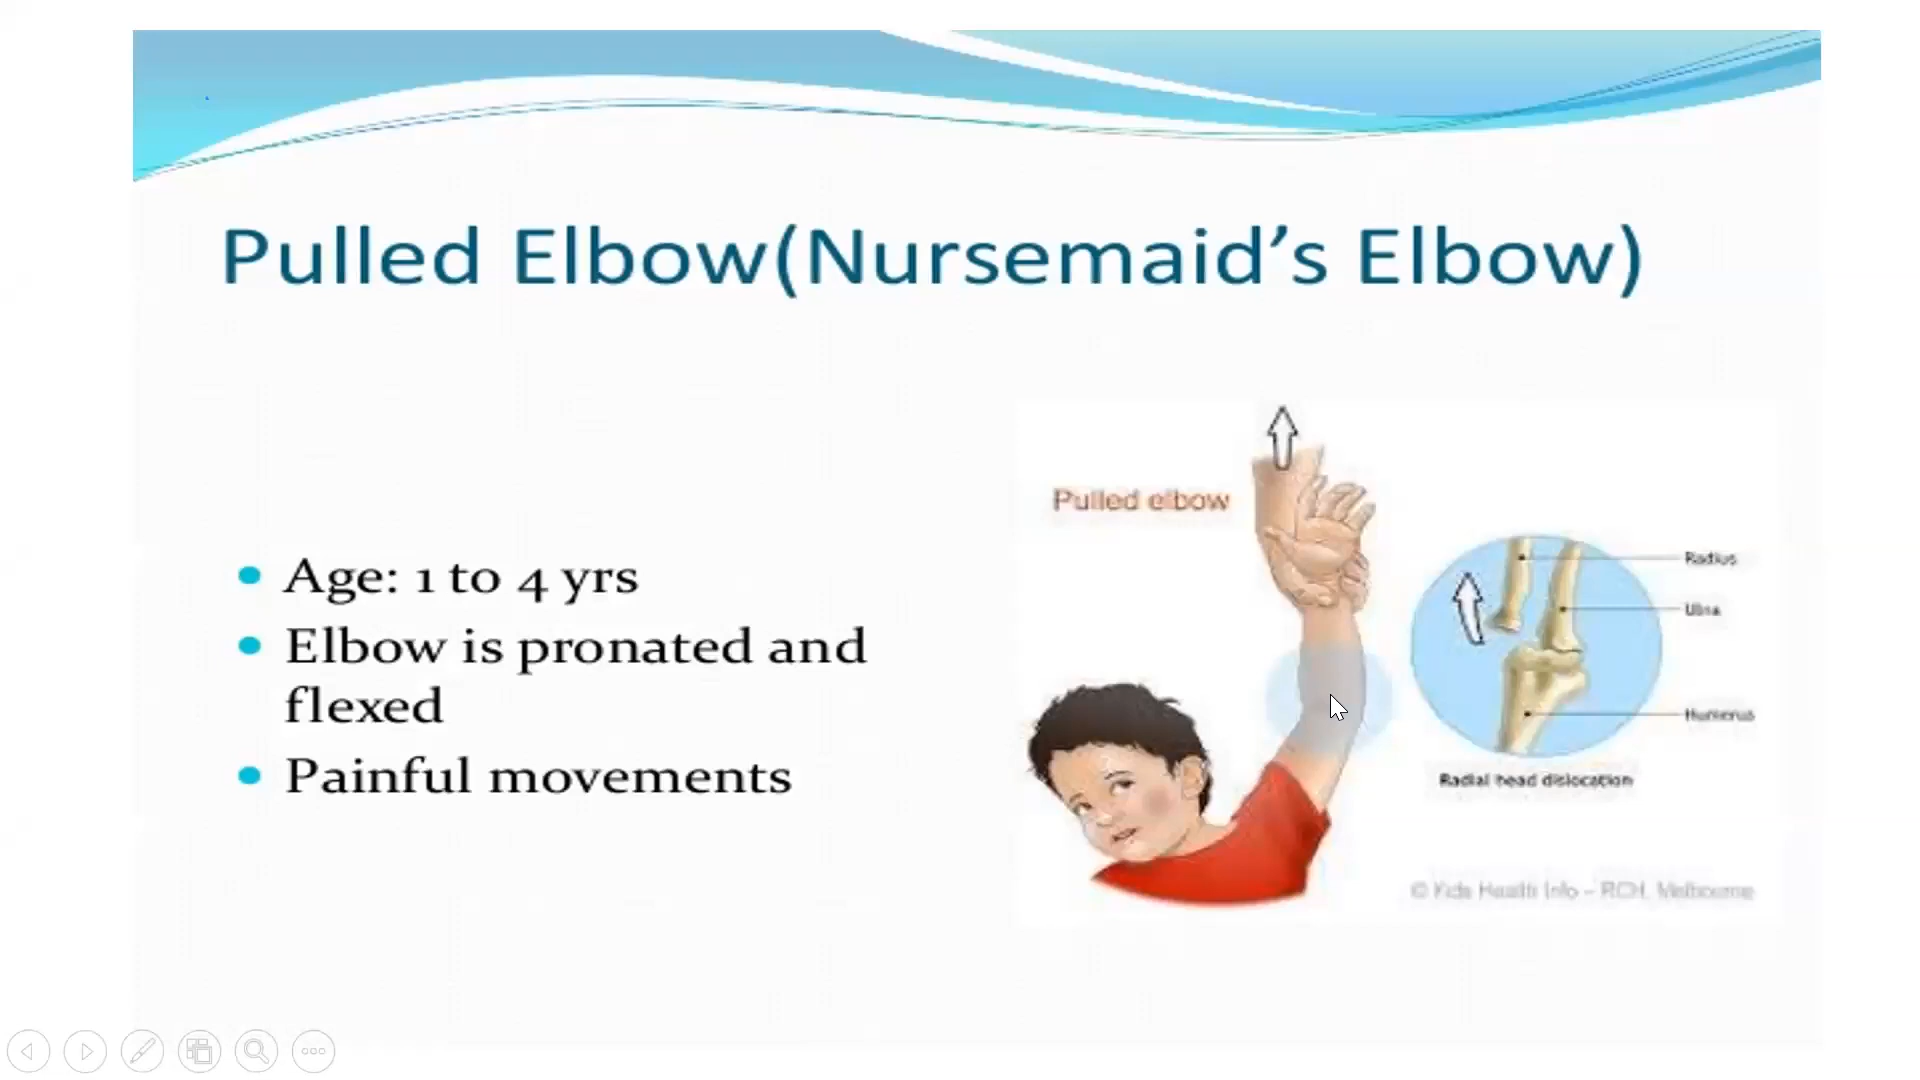 Pulled Elbow(Nursemaid’s Elbow)
Age: 1 to 4 yrs
Elbow is pronated and
flexed
Painful movements
Pulled elbow
Radius
Ulna
Humerus
Radial head dislocation
© Kids Health Info – RCH, Melbourne